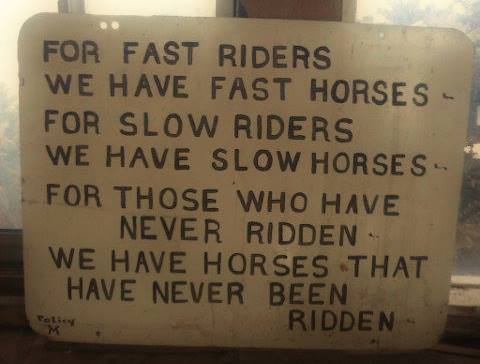 FOR FAST RIDERS
WE HAVE FAST HORSES -
FOR SLOW RIDERS
WE HAVE SLOW HORSES -
FOR THOSE WHO HAVE
NEVER RIDDEN -
WE HAVE HORSES THAT
HAVE NEVER BEEN
RIDDEN -
Policy
M